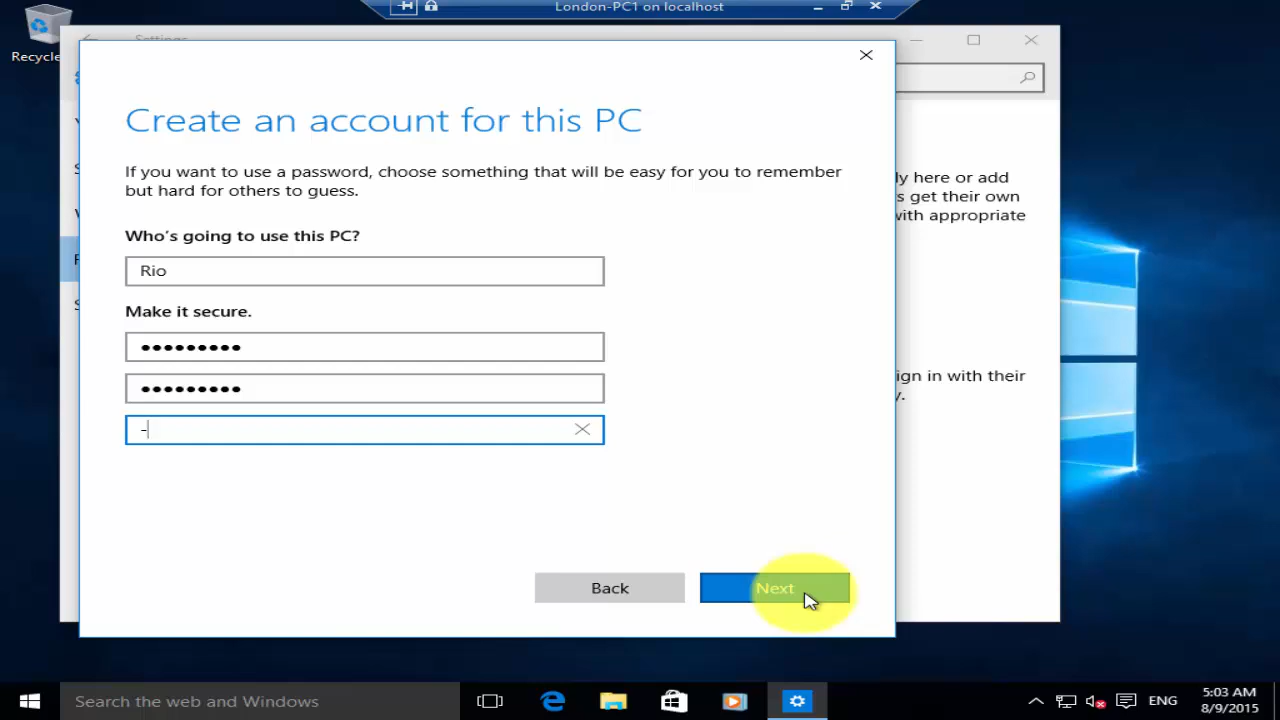 London-PC1 on localhost
Recycle
Settings
Create an account for this PC
If you want to use a password, choose something that will be easy for you to remember
but hard for others to guess.
ly here or add
s get their own
with appropriate
Who's going to use this PC?
Rio
Make it secure.
●●●●●●●●●
●●●●●●●●●
-
ign in with their
y.
Back
Next
Search the web and Windows
ENG
5:03 AM
8/9/2015